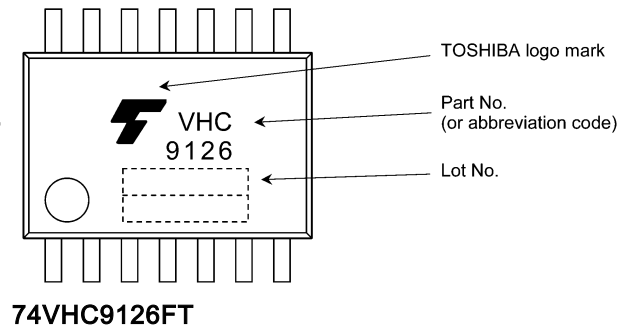 TOSHIBA logo mark
Part No.
(or abbreviation code)
VHC
9126
Lot No.
74VHC9126FT